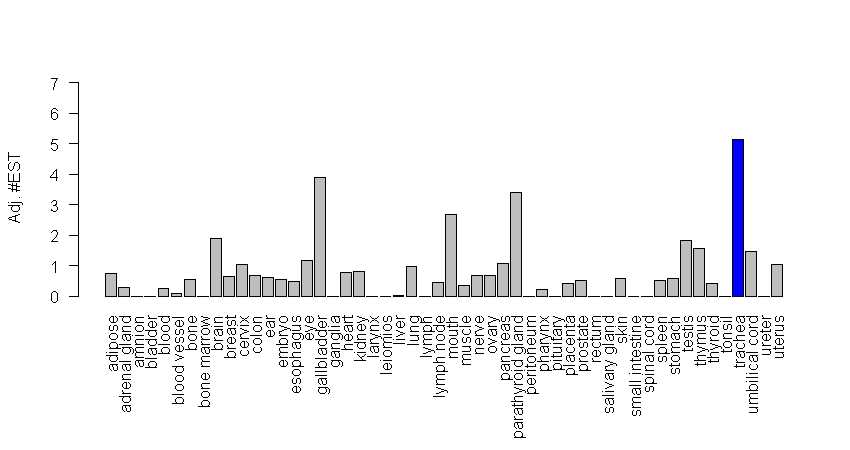 Adj. #EST
7
6
5
4
3
2
1
0
adipose
adrenal gland
amnion
bladder
blood
blood vessel
bone
bone marrow
brain
breast
cervix
colon
ear
embryo
esophagus
eye
gallbladder
ganglia
heart
kidney
larynx
leiomios
liver
lung
lymph
lymph node
mouth
muscle
nerve
ovary
pancreas
parathyroid gland
peritoneum
pharynx
pituitary
placenta
prostate
rectum
salivary gland
skin
small intestine
spinal cord
spleen
stomach
testis
thymus
thyroid
tonsil
trachea
umbilical cord
ureter
uterus